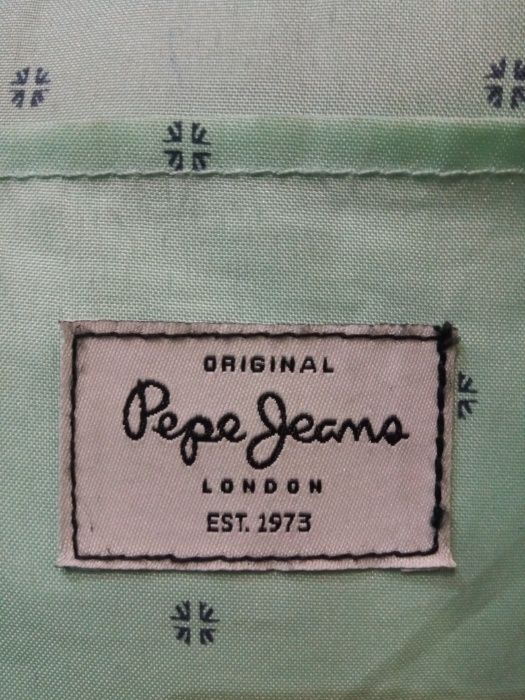 ORIGINAL
Pepe Jeans
LONDON
EST. 1973